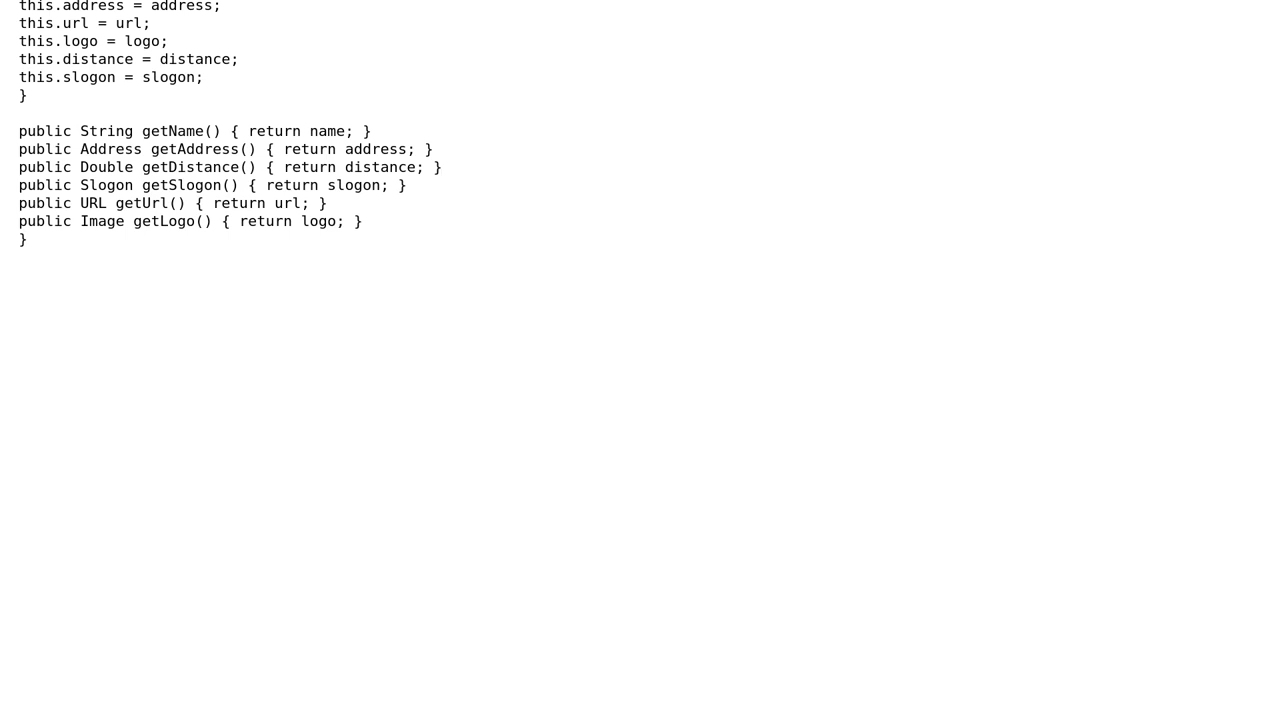 this.address = address;
this.url = url;
this.logo = logo;
this.distance = distance;
this.slogon = slogon;
}
public String getName() { return name; }
public Address getAddress() { return address; }
public Double getDistance() { return distance; }
public Slogon getSlogon() { return slogon; }
public URL getUrl() { return url; }
public Image getLogo() { return logo; }
}